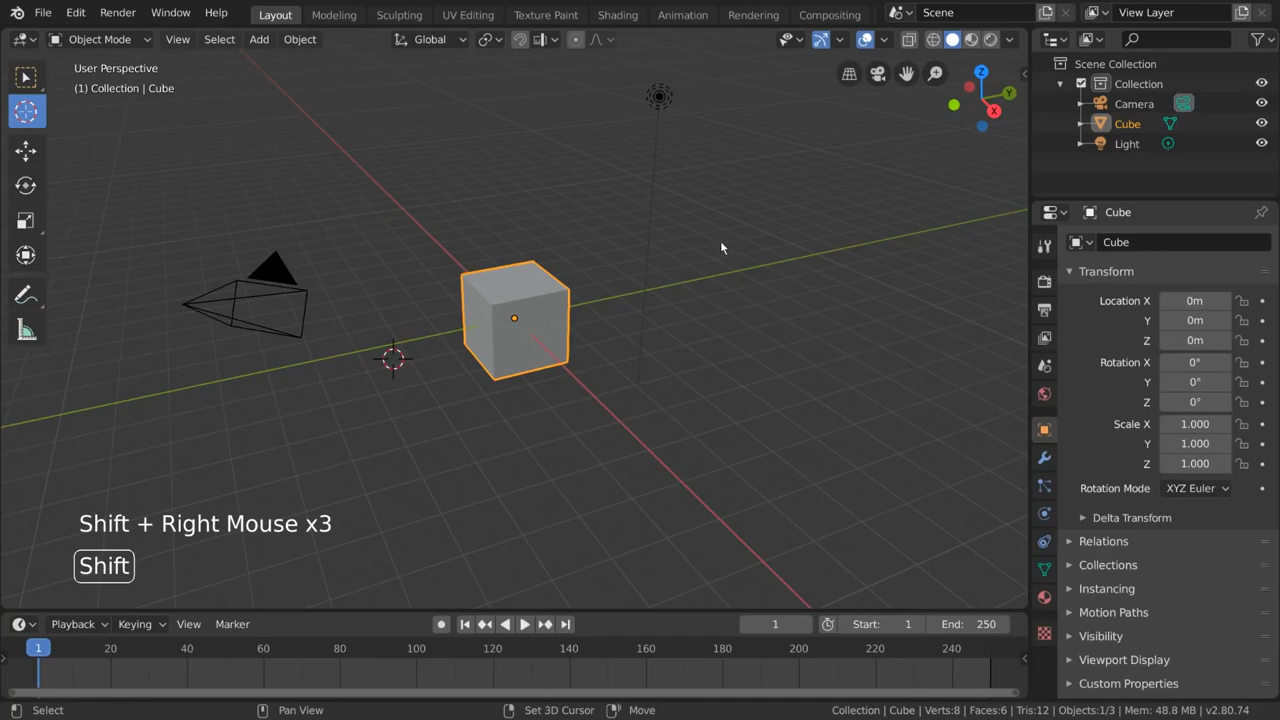 File Edit Render Window Help Layout Modeling Sculpting UV Editing Texture Paint Shading Animation Rendering Compositing Scene View Layer
Object Mode View Select Add Object Global
User Perspective
(1) Collection | Cube
Z
Y
X
Scene Collection
Collection
Camera
Cube
Light
Cube
Cube
Transform
Location X 0m
Y 0m
Z 0m
Rotation X 0°
Y 0°
Z 0°
Scale X 1.000
Y 1.000
Z 1.000
Rotation Mode XYZ Euler
Delta Transform
Relations
Collections
Instancing
Motion Paths
Visibility
Viewport Display
Custom Properties
Shift + Right Mouse x3
Shift
Playback Keying View Marker 1 Start: 1 End: 250
1 20 40 60 80 100 120 140 160 180 200 220 240
Select Pan View Set 3D Cursor Move Collection | Cube | Verts:8 | Faces:6 | Tris:12 | Objects:1/3 | Mem: 48.8 MB | v2.80.74